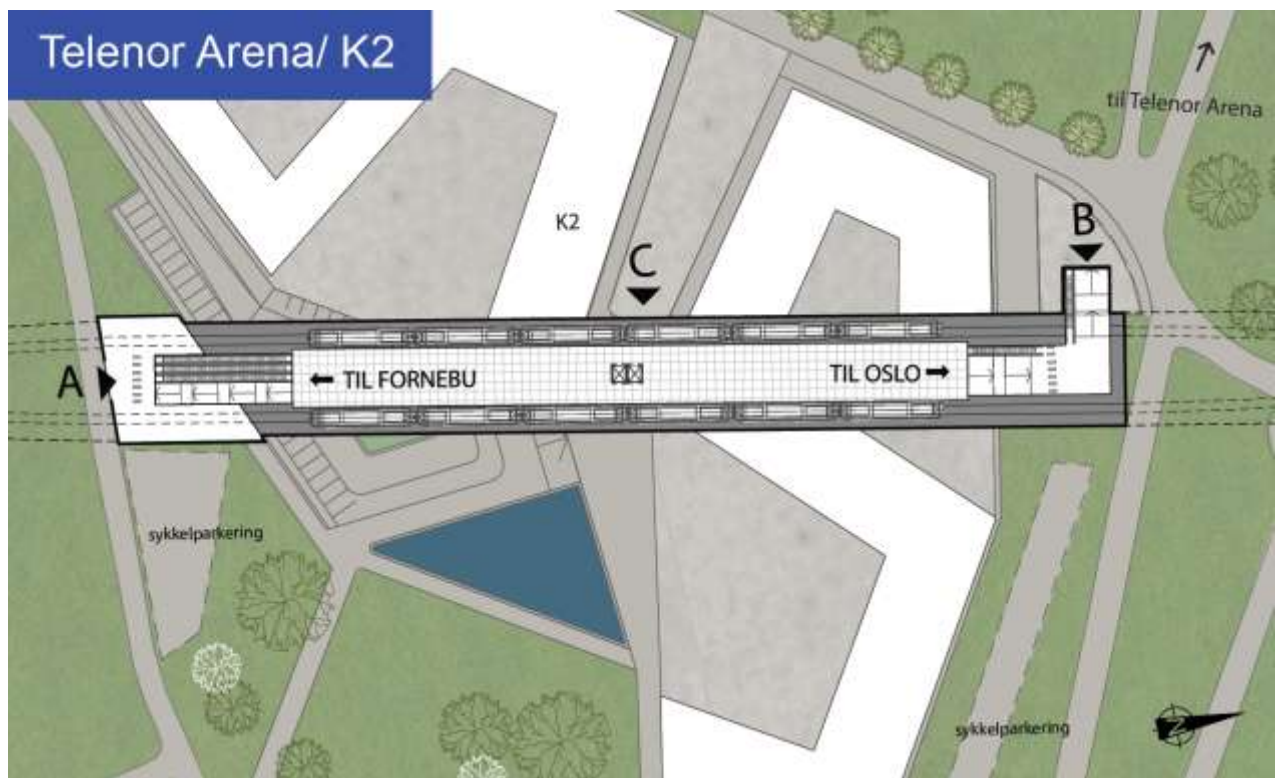 Telenor Arena/ K2
til Telenor Arena
K2
B
C
A
TIL FORNEBU
TIL OSLO
sykkelparkering
sykkelparkering
N